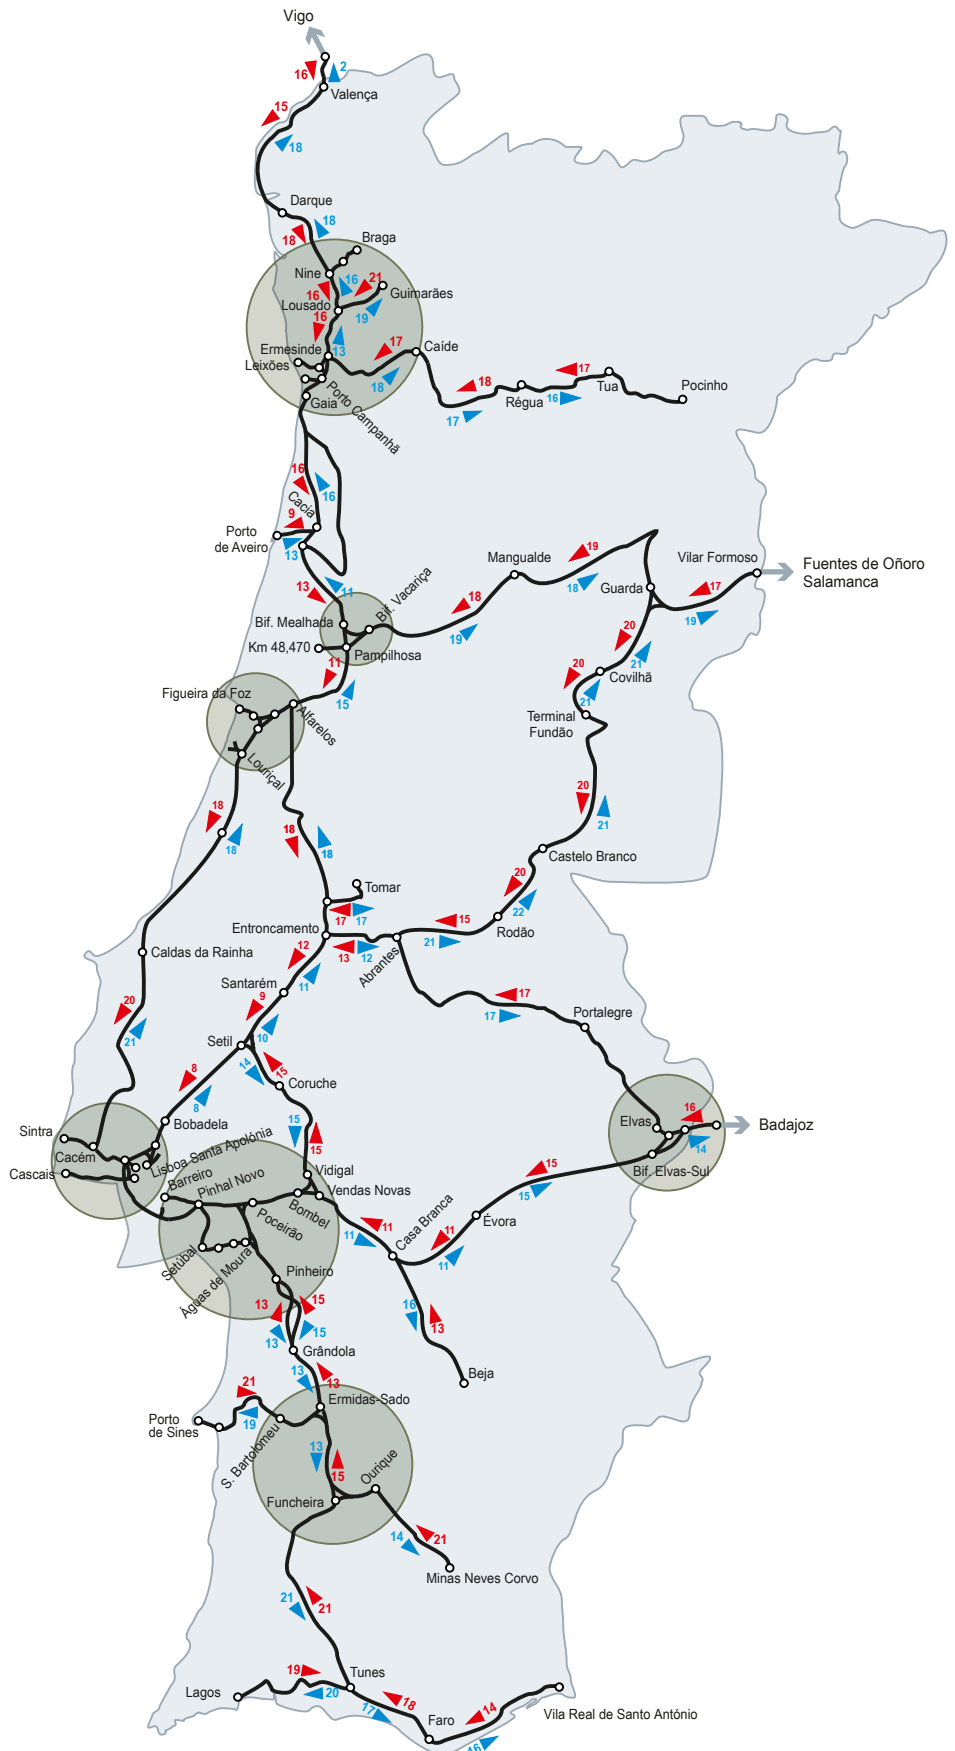 Vigo
16
2
Valença
15
18
Darque
18
18
Braga
Nine
16
16
21
Guimarães
Lousado
19
16
Ermesinde
13
17
Caíde
Leixões
18
17
18
Tua
Pocinho
Gaia
Porto Campanhã
Régua
16
17
16
16
Cacia
9
Porto
de Aveiro
13
Mangualde
19
Vilar Formoso
Fuentes de Oñoro
Salamanca
13
11
18
18
Guarda
17
Bif. Vacariça
Bif. Mealhada
19
19
20
Km 48,470
Pampilhosa
11
21
20
Covilhã
Figueira da Foz
15
21
Alfarelos
Terminal
Fundão
Louriçal
18
20
18
18
18
21
Castelo Branco
20
Tomar
17
17
22
15
Rodão
Entroncamento
21
Caldas da Rainha
12
13
12
Abrantes
11
Santarém
9
17
20
17
Portalegre
21
10
Setil
14
15
8
Coruche
8
16
Sintra
Bobadela
15
Elvas
Badajoz
Cacém
Lisboa Santa Apolónia
15
14
Cascais
Barreiro
Vidigal
15
Bif. Elvas-Sul
Pinhal Novo
Vendas Novas
15
Bombel
Poceirão
11
Casa Branca
Évora
11
11
11
Setúbal
Águas de Moura
Pinheiro
15
13
16
13
15
13
Grândola
13
13
Beja
21
Ermidas-Sado
Porto
de Sines
19
S. Bartolomeu
13
15
Ourique
Funcheira
14
21
Minas Neves Corvo
21
21
19
Tunes
Lagos
20
17
18
14
Faro
Vila Real de Santo António
16